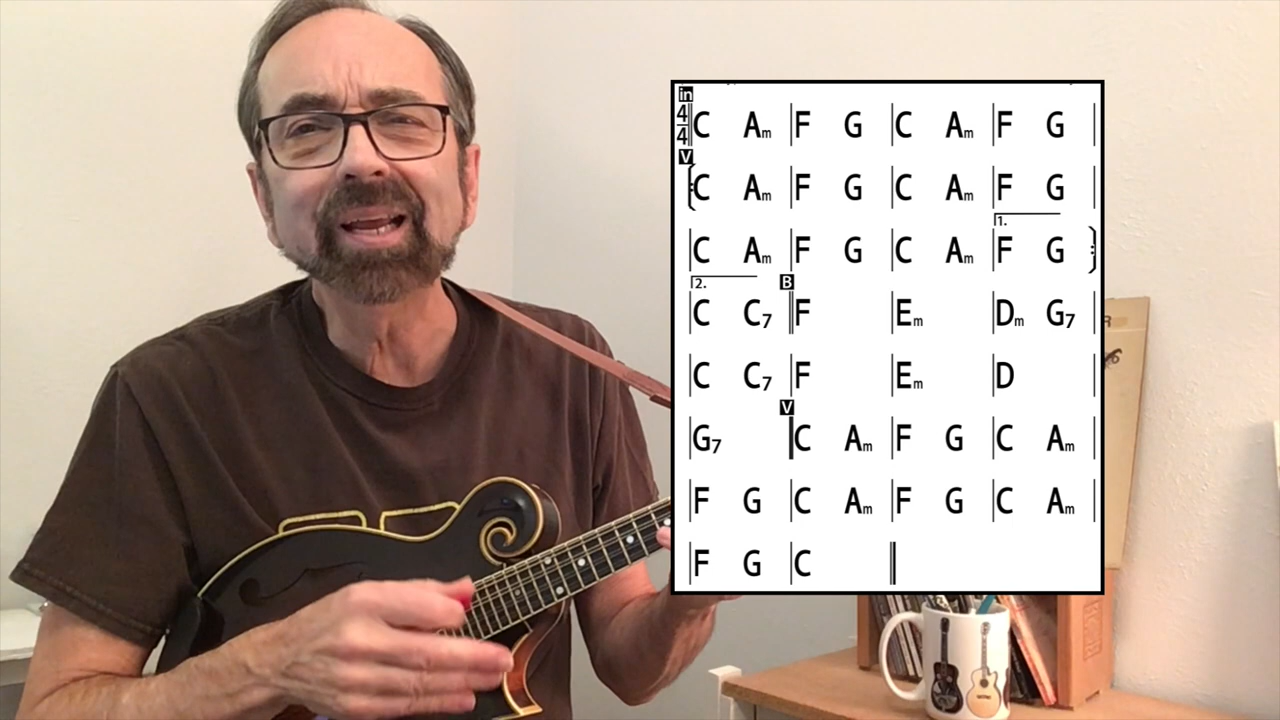 in
4/4 C Am F G C Am F G
V
C Am F G C Am F G
1.
C Am F G C Am F G
2. B
C C7 F Em Dm G7
C C7 F Em D
V
G7 C Am F G C Am
F G C Am F G C Am
F G C
R